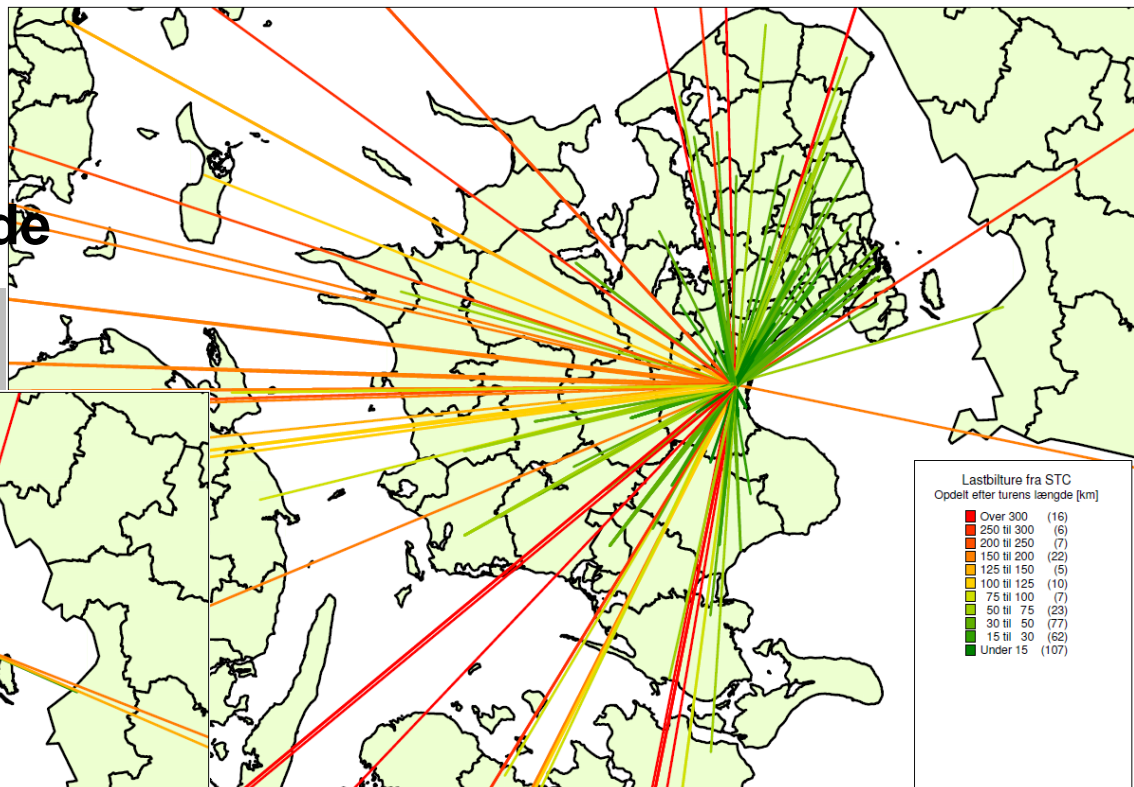 de
Lastbilture fra STC
Opdelt efter turens længde [km]
Over 300 (16)
250 til 300 (6)
200 til 250 (7)
150 til 200 (22)
125 til 150 (5)
100 til 125 (10)
75 til 100 (7)
50 til 75 (23)
30 til 50 (77)
15 til 30 (62)
Under 15 (107)